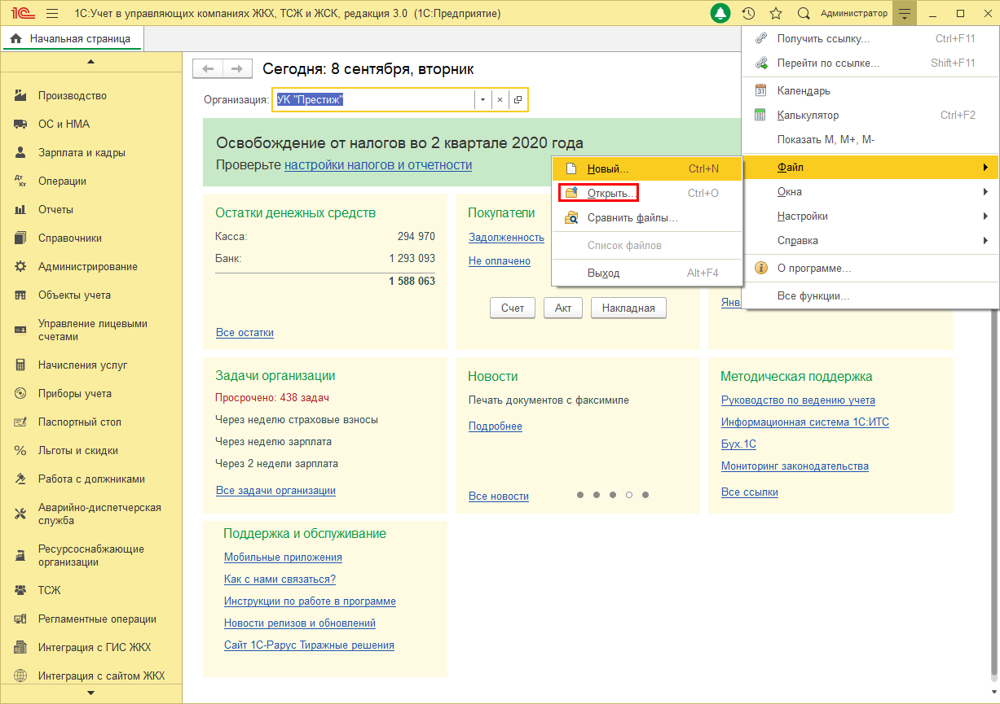 1С:Учет в управляющих компаниях ЖКХ, ТСЖ и ЖСК, редакция 3.0 (1С:Предприятие)
Администратор
Начальная страница
Производство
ОС и НМА
Зарплата и кадры
Дт Кт
Операции
Отчеты
Справочники
Администрирование
Объекты учета
Управление лицевыми
счетами
Начисления услуг
Приборы учета
Паспортный стол
Льготы и скидки
Работа с должниками
Аварийно-диспетчерская
служба
Ресурсоснабжающие
организации
ТСЖ
Регламентные операции
Интеграция с ГИС ЖКХ
Интеграция с сайтом ЖКХ
Сегодня: 8 сентября, вторник
Организация: УК "Престиж"
Освобождение от налогов во 2 квартале 2020 года
Проверьте настройки налогов и отчетности
Остатки денежных средств
Касса: 294 970
Банк: 1 293 093
1 588 063
Все остатки
Покупатели
Задолженность
Не оплачено
Счет Акт Накладная
Янв
Задачи организации
Просрочено: 438 задач
Через неделю страховые взносы
Через неделю зарплата
Через 2 недели зарплата
Все задачи организации
Новости
Печать документов с факсимиле
Подробнее
Все новости
Методическая поддержка
Руководство по ведению учета
Информационная система 1С:ИТС
Бух.1С
Мониторинг законодательства
Все ссылки
Поддержка и обслуживание
Мобильные приложения
Как с нами связаться?
Инструкции по работе в программе
Новости релизов и обновлений
Сайт 1С-Рарус Тиражные решения
Получить ссылку... Ctrl+F11
Перейти по ссылке... Shift+F11
31
Календарь
Калькулятор Ctrl+F2
Показать М, М+, М-
Файл
Окна
Настройки
Справка
О программе...
Все функции...
Новый... Ctrl+N
Открыть... Ctrl+O
Сравнить файлы...
Список файлов
Выход Alt+F4